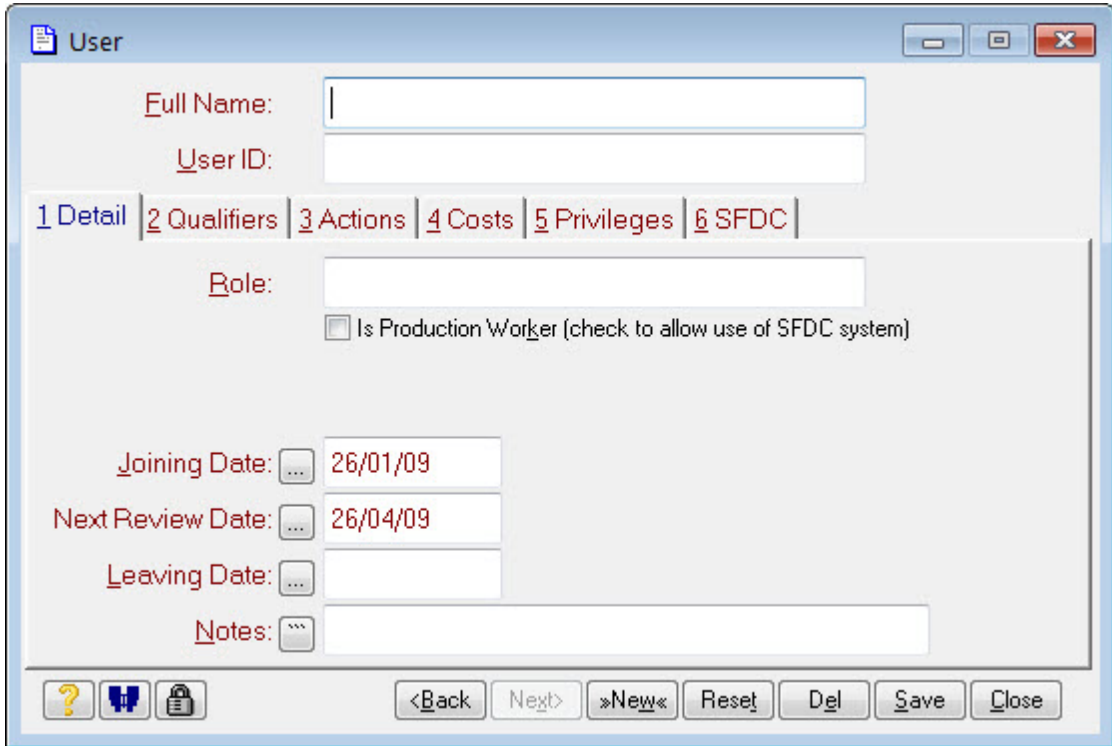 User
Full Name:
User ID:
1 Detail 2 Qualifiers 3 Actions 4 Costs 5 Privileges 6 SFDC
Role:
Is Production Worker (check to allow use of SFDC system)
Joining Date: ... 26/01/09
Next Review Date: ... 26/04/09
Leaving Date: ...
Notes: ...
? <Back Next> »New« Reset Del Save Close